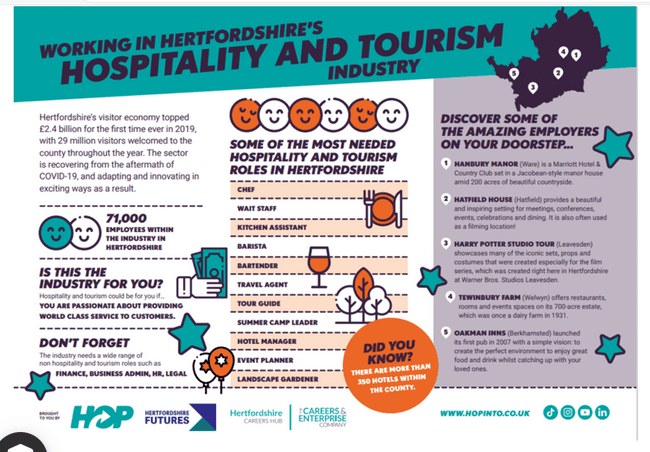 WORKING IN HERTFORDSHIRE'S
HOSPITALITY AND TOURISM
INDUSTRY
4
1
5
2
3
Hertfordshire's visitor economy topped
£2.4 billion for the first time ever in 2019,
with 29 million visitors welcomed to the
county throughout the year. The sector
is recovering from the aftermath of
COVID-19, and adapting and innovating in
exciting ways as a result.
71,000
EMPLOYEES WITHIN
THE INDUSTRY IN
HERTFORDSHIRE
IS THIS THE
INDUSTRY FOR YOU?
Hospitality and tourism could be for you if...
YOU ARE PASSIONATE ABOUT PROVIDING
WORLD CLASS SERVICE TO CUSTOMERS.
DON'T FORGET
The industry needs a wide range of
non hospitality and tourism roles such as
FINANCE, BUSINESS ADMIN, HR, LEGAL
SOME OF THE MOST NEEDED
HOSPITALITY AND TOURISM
ROLES IN HERTFORDSHIRE
CHEF
WAIT STAFF
KITCHEN ASSISTANT
BARISTA
BARTENDER
TRAVEL AGENT
TOUR GUIDE
SUMMER CAMP LEADER
HOTEL MANAGER
EVENT PLANNER
LANDSCAPE GARDENER
DID YOU
KNOW?
THERE ARE MORE THAN
350 HOTELS WITHIN
THE COUNTY.
DISCOVER SOME OF
THE AMAZING EMPLOYERS
ON YOUR DOORSTEP...
1 HANBURY MANOR (Ware) is a Marriott Hotel &
Country Club set in a Jacobean-style manor house
amid 200 acres of beautiful countryside.
2 HATFIELD HOUSE (Hatfield) provides a beautiful
and inspiring setting for meetings, conferences,
events, celebrations and dining. It is also often used
as a filming location!
3 HARRY POTTER STUDIO TOUR (Leavesden)
showcases many of the iconic sets, props and
costumes that were created especially for the film
series, which was created right here in Hertfordshire
at Warner Bros. Studios Leavesden.
4 TEWINBURY FARM (Welwyn) offers restaurants,
rooms and events spaces on its 700-acre estate,
which was once a dairy farm in 1931.
5 OAKMAN INNS (Berkhamsted) launched
its first pub in 2007 with a simple vision: to
create the perfect environment to enjoy great
food and drink whilst catching up with your
loved ones.
BROUGHT
TO YOU BY
HOP
HERTFORDSHIRE
FUTURES
Hertfordshire
CAREERS HUB
THE CAREERS &
ENTERPRISE
COMPANY
WWW.HOPINTO.CO.UK
in